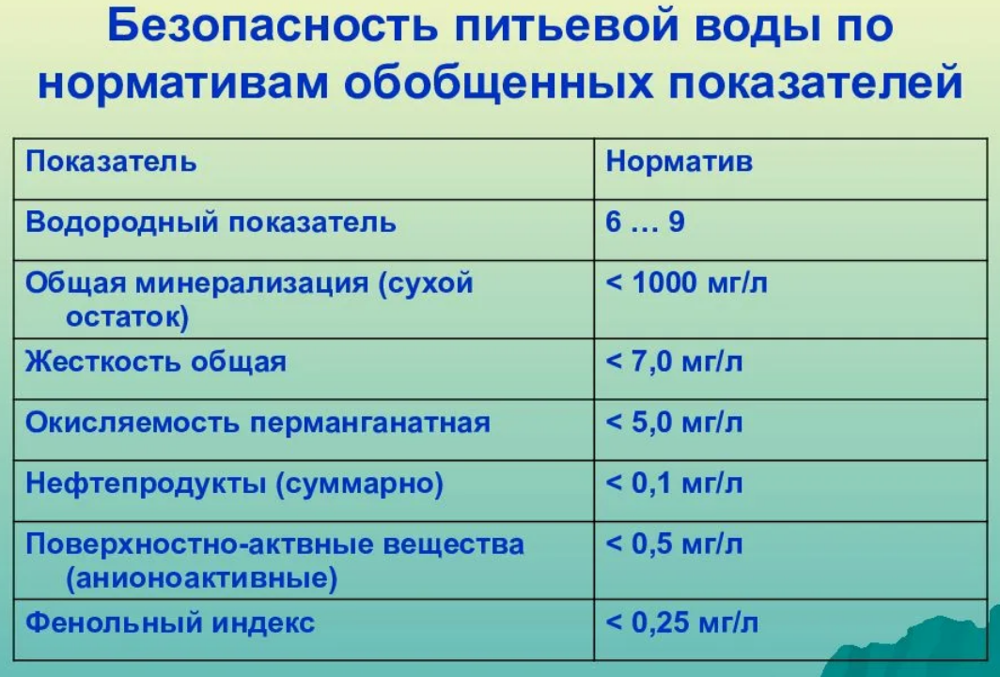 Безопасность питьевой воды по
нормативам обобщенных показателей
Показатель Норматив
Водородный показатель 6 … 9
Общая минерализация (сухой < 1000 мг/л
остаток)
Жесткость общая < 7,0 мг/л
Окисляемость перманганатная < 5,0 мг/л
Нефтепродукты (суммарно) < 0,1 мг/л
Поверхностно-актвные вещества < 0,5 мг/л
(анионоактивные)
Фенольный индекс < 0,25 мг/л